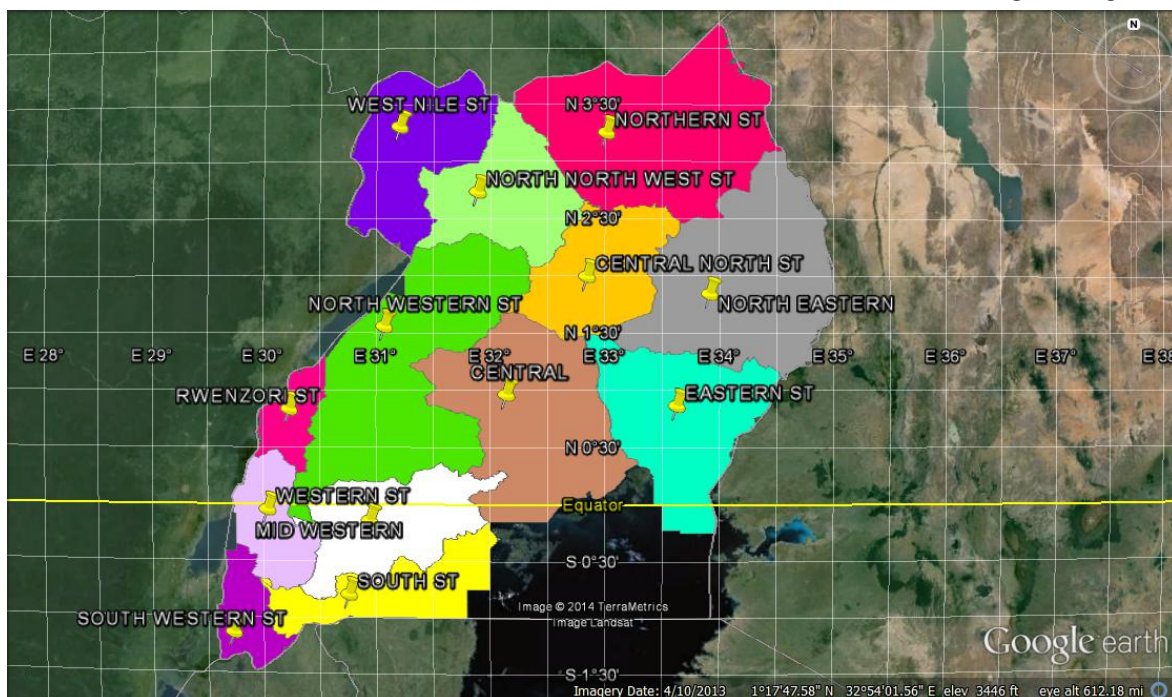 N
WEST NILE ST
N 3°30'
NORTHERN ST
NORTH NORTH WEST ST
N 2°30'
CENTRAL NORTH ST
NORTH WESTERN ST
NORTH EASTERN
N 1°30'
E 28°
E 29°
E 30°
E 31°
E 32°
E 33°
E 34°
E 35°
E 36°
E 37°
CENTRAL
RWENZORI ST
EASTERN ST
N 0°30'
WESTERN ST
Equator
MID WESTERN
S 0°30'
SOUTH ST
SOUTH WESTERN ST
Image © 2014 TerraMetrics
Image Landsat
Google earth
S 1°30'
Imagery Date: 4/10/2013 1°17'47.58" N 32°54'01.56" E elev 3446 ft eye alt 612.18 mi